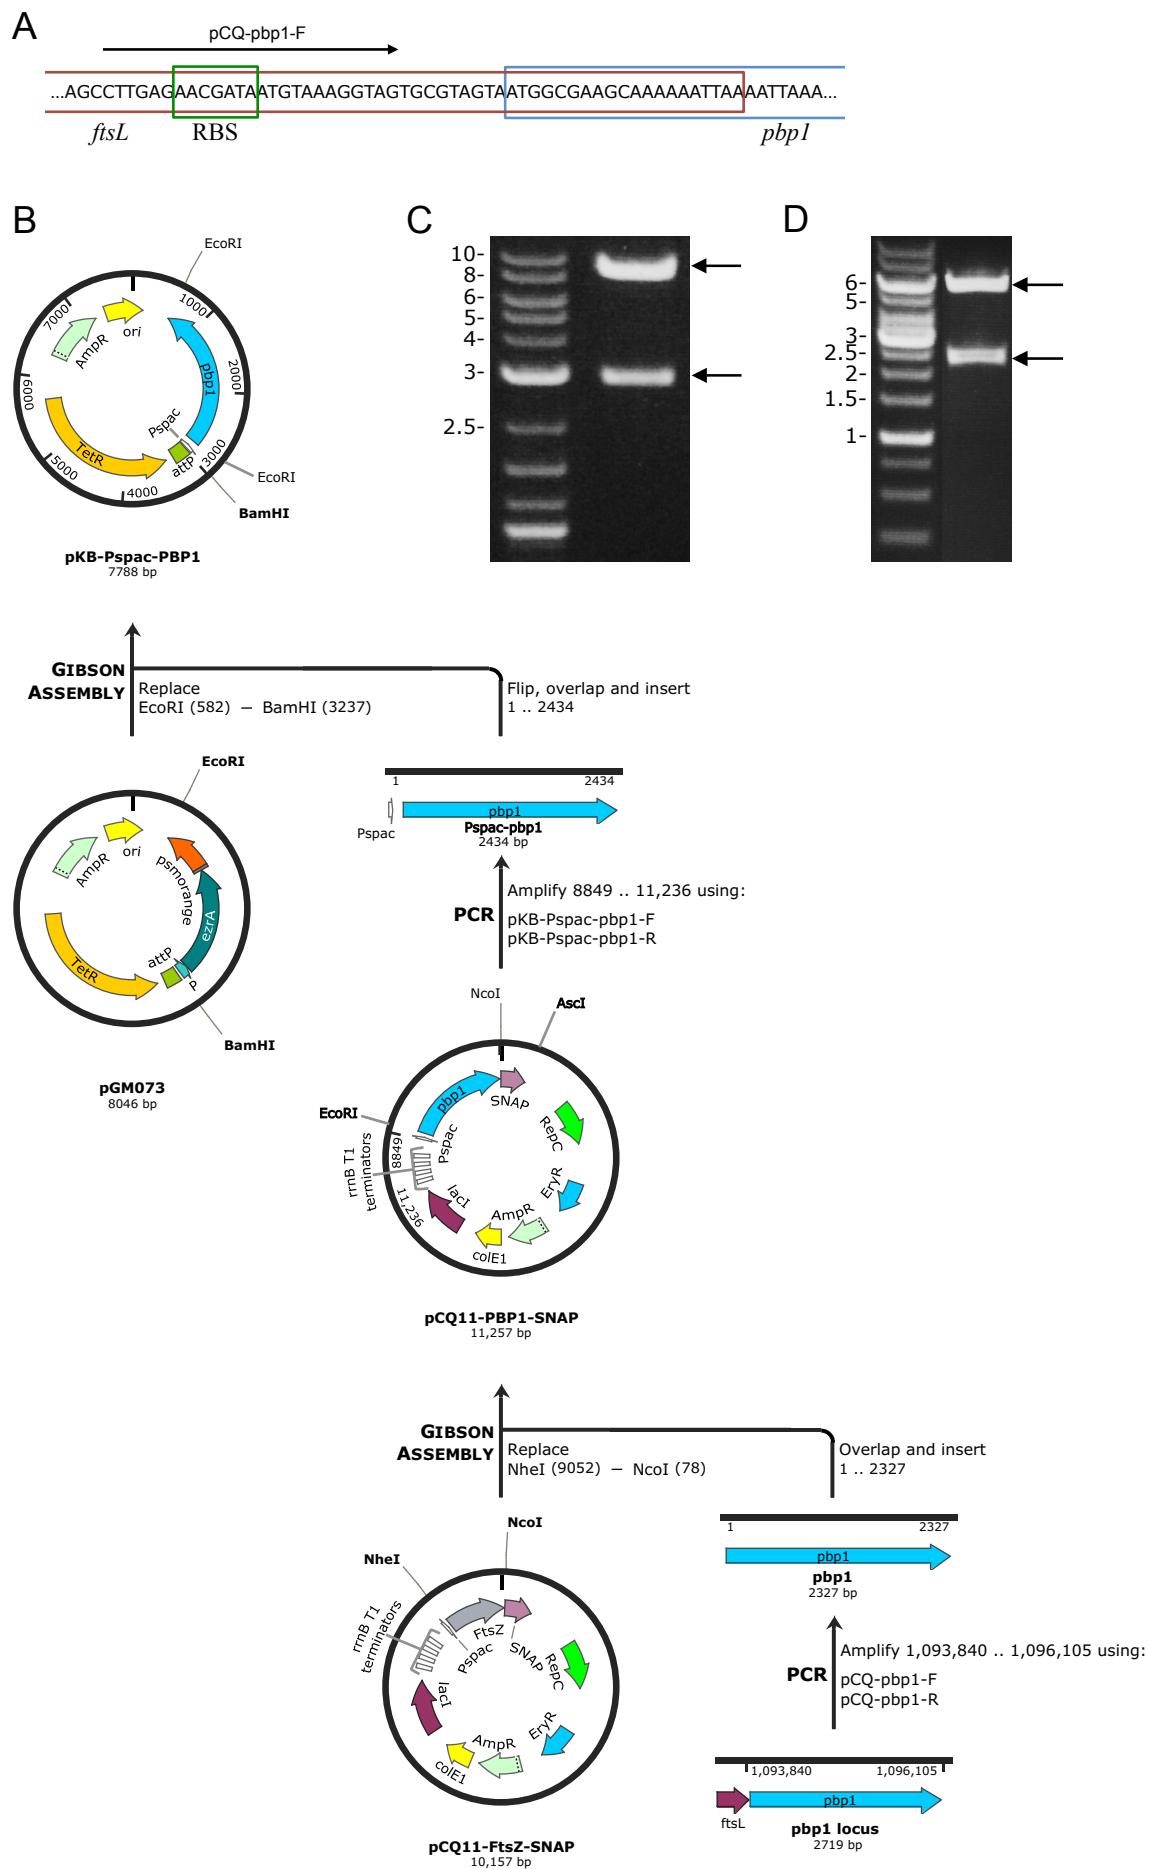 A
pCQ-pbp1-F
...AGCCTTGAGAACGATAATGTAAAGGTAGTGCGTAGTAATGGCGAAGCAAAAAATTAAAATTAAA...
ftsL
RBS
pbp1
B
EcoRI
1000
2000
3000
4000
5000
6000
7000
AmpR
ori
pbp1
Pspac
attP
TetR
EcoRI
BamHI
pKB-Pspac-PBP1
7788 bp
C
10-
8-
6-
5-
4-
3-
2.5-
D
6-
5-
3-
2.5-
2-
1.5-
1-
GIBSON
ASSEMBLY
Replace
EcoRI (582) – BamHI (3237)
Flip, overlap and insert
1 .. 2434
EcoRI
AmpR
ori
psmorange
ezrA
attP
P
TetR
BamHI
pGM073
8046 bp
1
2434
pbp1
Pspac
Pspac-pbp1
2434 bp
PCR
Amplify 8849 .. 11,236 using:
pKB-Pspac-pbp1-F
pKB-Pspac-pbp1-R
NcoI
AscI
EcoRI
pbp1
SNAP
RepC
EryR
AmpR
colE1
lacI
Pspac
8849
11,236
rrnB T1
terminators
pCQ11-PBP1-SNAP
11,257 bp
GIBSON
ASSEMBLY
Replace
NheI (9052) – NcoI (78)
Overlap and insert
1 .. 2327
NcoI
NheI
FtsZ
SNAP
Pspac
RepC
EryR
AmpR
colE1
lacI
rrnB T1
terminators
pCQ11-FtsZ-SNAP
10,157 bp
1
2327
pbp1
pbp1
2327 bp
PCR
Amplify 1,093,840 .. 1,096,105 using:
pCQ-pbp1-F
pCQ-pbp1-R
1,093,840
1,096,105
pbp1
ftsL
pbp1 locus
2719 bp